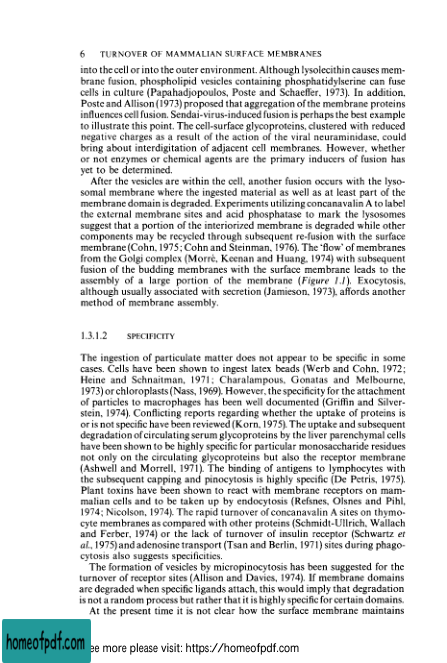 6 TURNOVER OF MAMMALIAN SURFACE MEMBRANES
into the cell or into the outer environment. Although lysolecithin causes mem-
brane fusion, phospholipid vesicles containing phosphatidylserine can fuse
cells in culture (Papahadjopoulos, Poste and Schaeffer, 1973). In addition,
Poste and Allison (1973) proposed that aggregation of the membrane proteins
influences cell fusion. Sendai-virus-induced fusion is perhaps the best example
to illustrate this point. The cell-surface glycoproteins, clustered with reduced
negative charges as a result of the action of the viral neuraminidase, could
bring about interdigitation of adjacent cell membranes. However, whether
or not enzymes or chemical agents are the primary inducers of fusion has
yet to be determined.
After the vesicles are within the cell, another fusion occurs with the lyso-
somal membrane where the ingested material as well as at least part of the
membrane domain is degraded. Experiments utilizing concanavalin A to label
the external membrane sites and acid phosphatase to mark the lysosomes
suggest that a portion of the interiorized membrane is degraded while other
components may be recycled through subsequent re-fusion with the surface
membrane (Cohn, 1975; Cohn and Steinman, 1976). The 'flow' of membranes
from the Golgi complex (Morrè, Keenan and Huang, 1974) with subsequent
fusion of the budding membranes with the surface membrane leads to the
assembly of a large portion of the membrane (Figure 1.1). Exocytosis,
although usually associated with secretion (Jamieson, 1973), affords another
method of membrane assembly.
1.3.1.2 SPECIFICITY
The ingestion of particulate matter does not appear to be specific in some
cases. Cells have been shown to ingest latex beads (Werb and Cohn, 1972;
Heine and Schnaitman, 1971; Charalampous, Gonatas and Melbourne,
1973) or chloroplasts (Nass, 1969). However, the specificity for the attachment
of particles to macrophages has been well documented (Griffin and Silver-
stein, 1974). Conflicting reports regarding whether the uptake of proteins is
or is not specific have been reviewed (Korn, 1975). The uptake and subsequent
degradation of circulating serum glycoproteins by the liver parenchymal cells
have been shown to be highly specific for particular monosaccharide residues
not only on the circulating glycoproteins but also the receptor membrane
(Ashwell and Morrell, 1971). The binding of antigens to lymphocytes with
the subsequent capping and pinocytosis is highly specific (De Petris, 1975).
Plant toxins have been shown to react with membrane receptors on mam-
malian cells and to be taken up by endocytosis (Refsnes, Olsnes and Pihl,
1974; Nicolson, 1974). The rapid turnover of concanavalin A sites on thymo-
cyte membranes as compared with other proteins (Schmidt-Ullrich, Wallach
and Ferber, 1974) or the lack of turnover of insulin receptor (Schwartz et
al., 1975) and adenosine transport (Tsan and Berlin, 1971) sites during phago-
cytosis also suggests specificities.
The formation of vesicles by micropinocytosis has been suggested for the
turnover of receptor sites (Allison and Davies, 1974). If membrane domains
are degraded when specific ligands attach, this would imply that degradation
is not a random process but rather that it is highly specific for certain domains.
At the present time it is not clear how the surface membrane maintains
homeofpdf.com
ee more please visit: https://homeofpdf.com